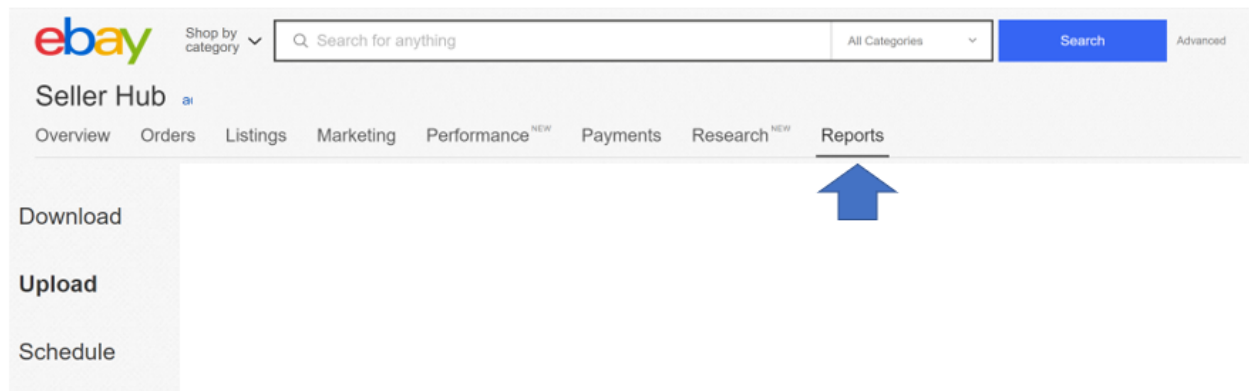 ebay
Shop by
category
Search for anything
All Categories
Search
Advanced
Seller Hub
Overview Orders Listings Marketing Performance NEW Payments Research NEW Reports
Download
Upload
Schedule